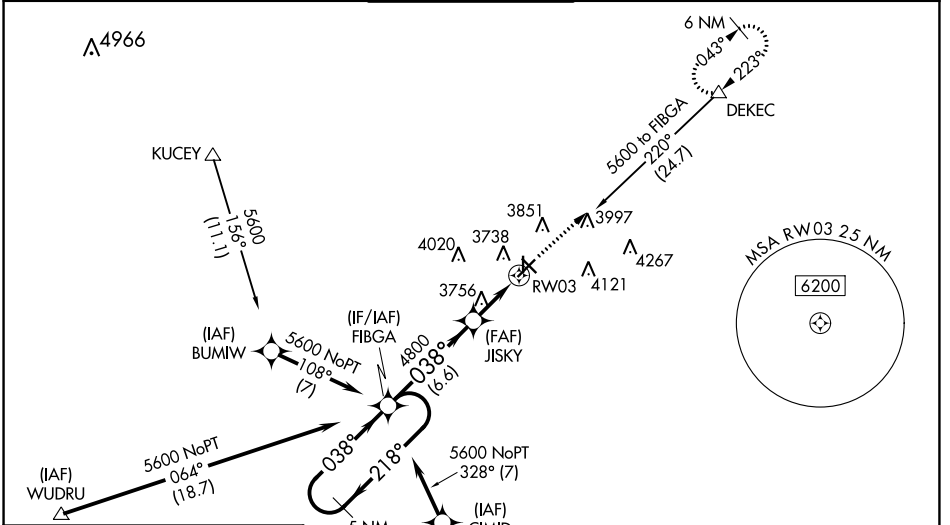 4966
6 NM
043°
223°
DEKEC
5600 to FIBGA
220°
(24.7)
KUCEY
5600
156°
(11.1)
3851
3997
4020
3738
4267
RW03
4121
3756
MSA RW03 25 NM
6200
(IF/IAF)
FIBGA
(FAF)
JISKY
4800
038°
(6.6)
(IAF)
BUMIW
5600 NoPT
108°
(7)
5600 NoPT
064°
(18.7)
038°
218°
5600 NoPT
328° (7)
(IAF)
WUDRU
5 NM
(IAF)